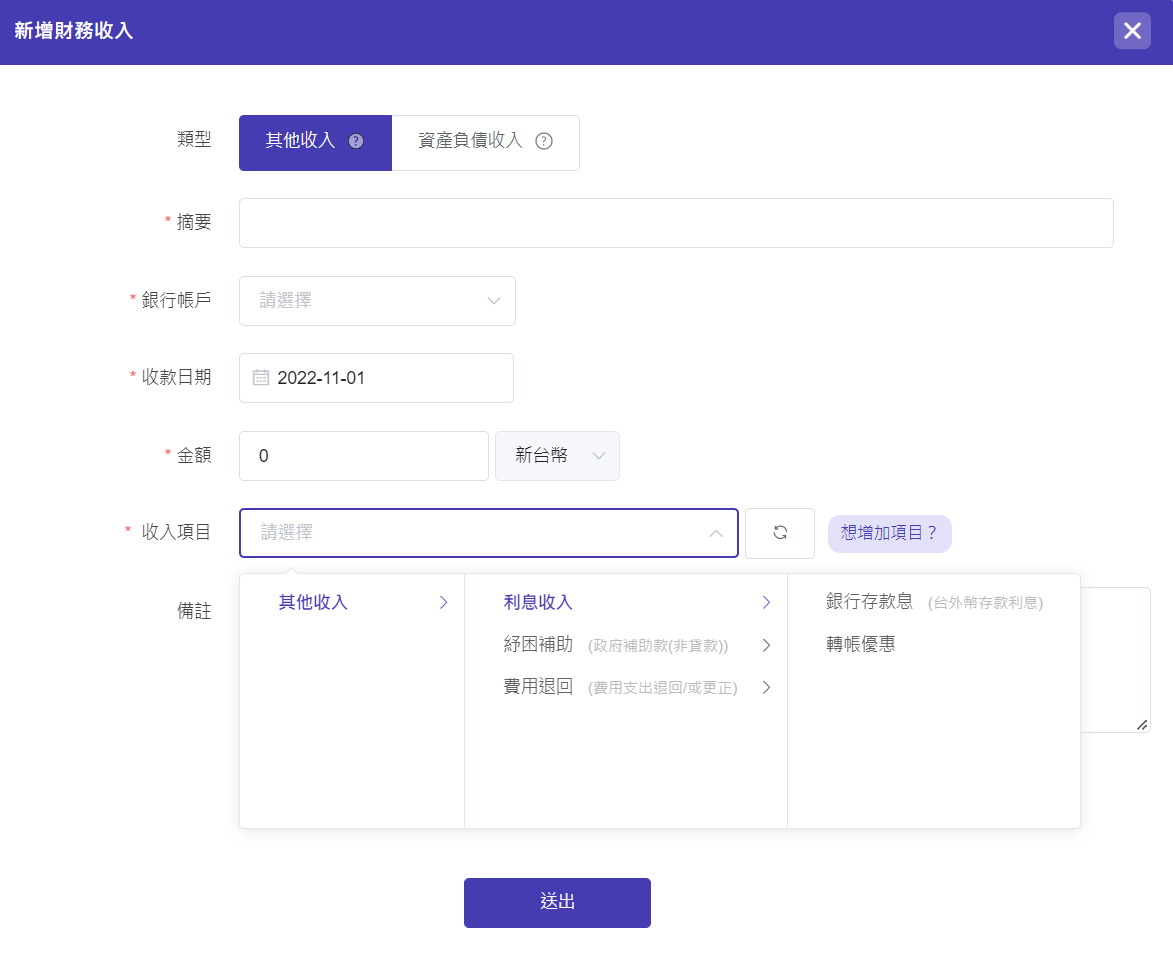 新增財務收入
類型 其他收入 ? 資產負債收入 ?
* 摘要
* 銀行帳戶 請選擇
* 收款日期 2022-11-01
* 金額 0 新台幣
* 收入項目 請選擇 想增加項目？
備註
其他收入 利息收入 銀行存款息 (台外幣存款利息)
紓困補助 (政府補助款(非貸款)) 轉帳優惠
費用退回 (費用支出退回/或更正)
送出